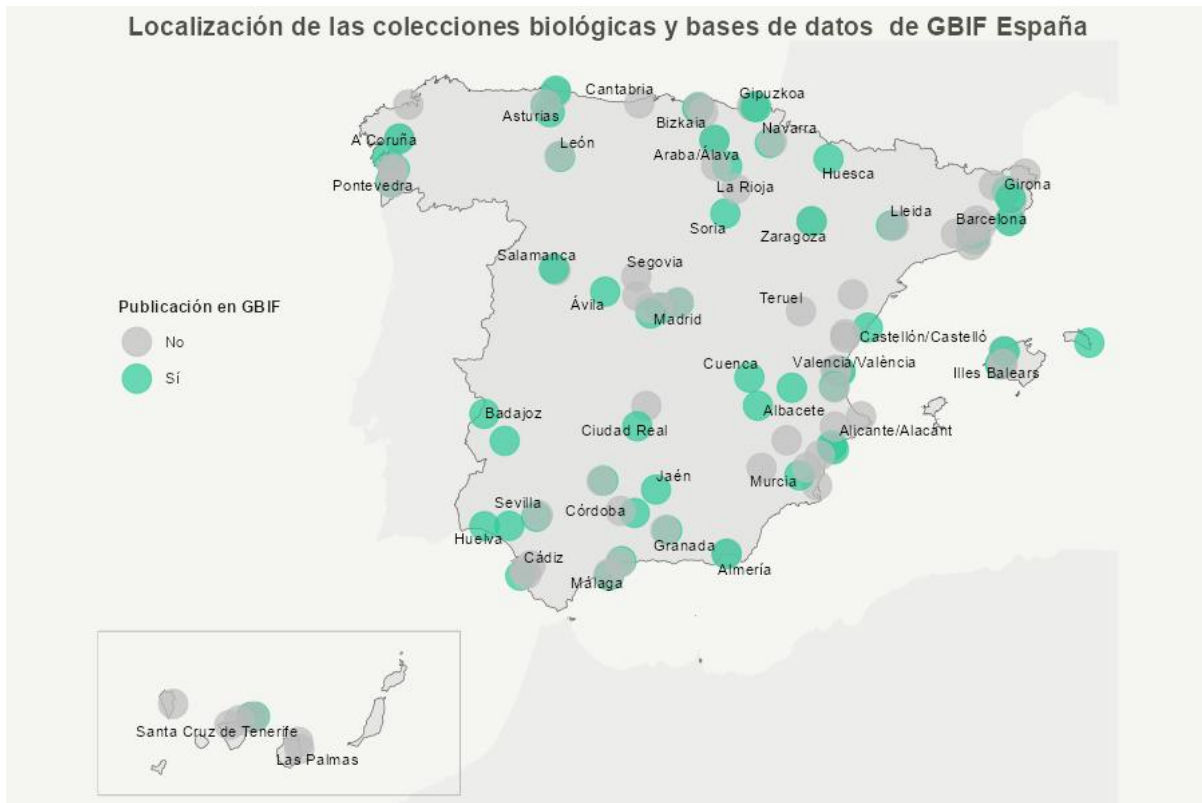 Localización de las colecciones biológicas y bases de datos de GBIF España
Cantabria
Gipuzkoa
Asturias
Bizkaia
Navarra
A Coruña
León
Araba/Álava
Huesca
Pontevedra
La Rioja
Girona
Lleida
Barcelona
Soria
Zaragoza
Salamanca
Segovia
Ávila
Teruel
Madrid
Publicación en GBIF
No
Sí
Castellón/Castelló
Cuenca
Valencia/València
Illes Balears
Badajoz
Albacete
Ciudad Real
Alicante/Alacant
Jaén
Murcia
Sevilla
Córdoba
Huelva
Granada
Cádiz
Almería
Málaga
Santa Cruz de Tenerife
Las Palmas